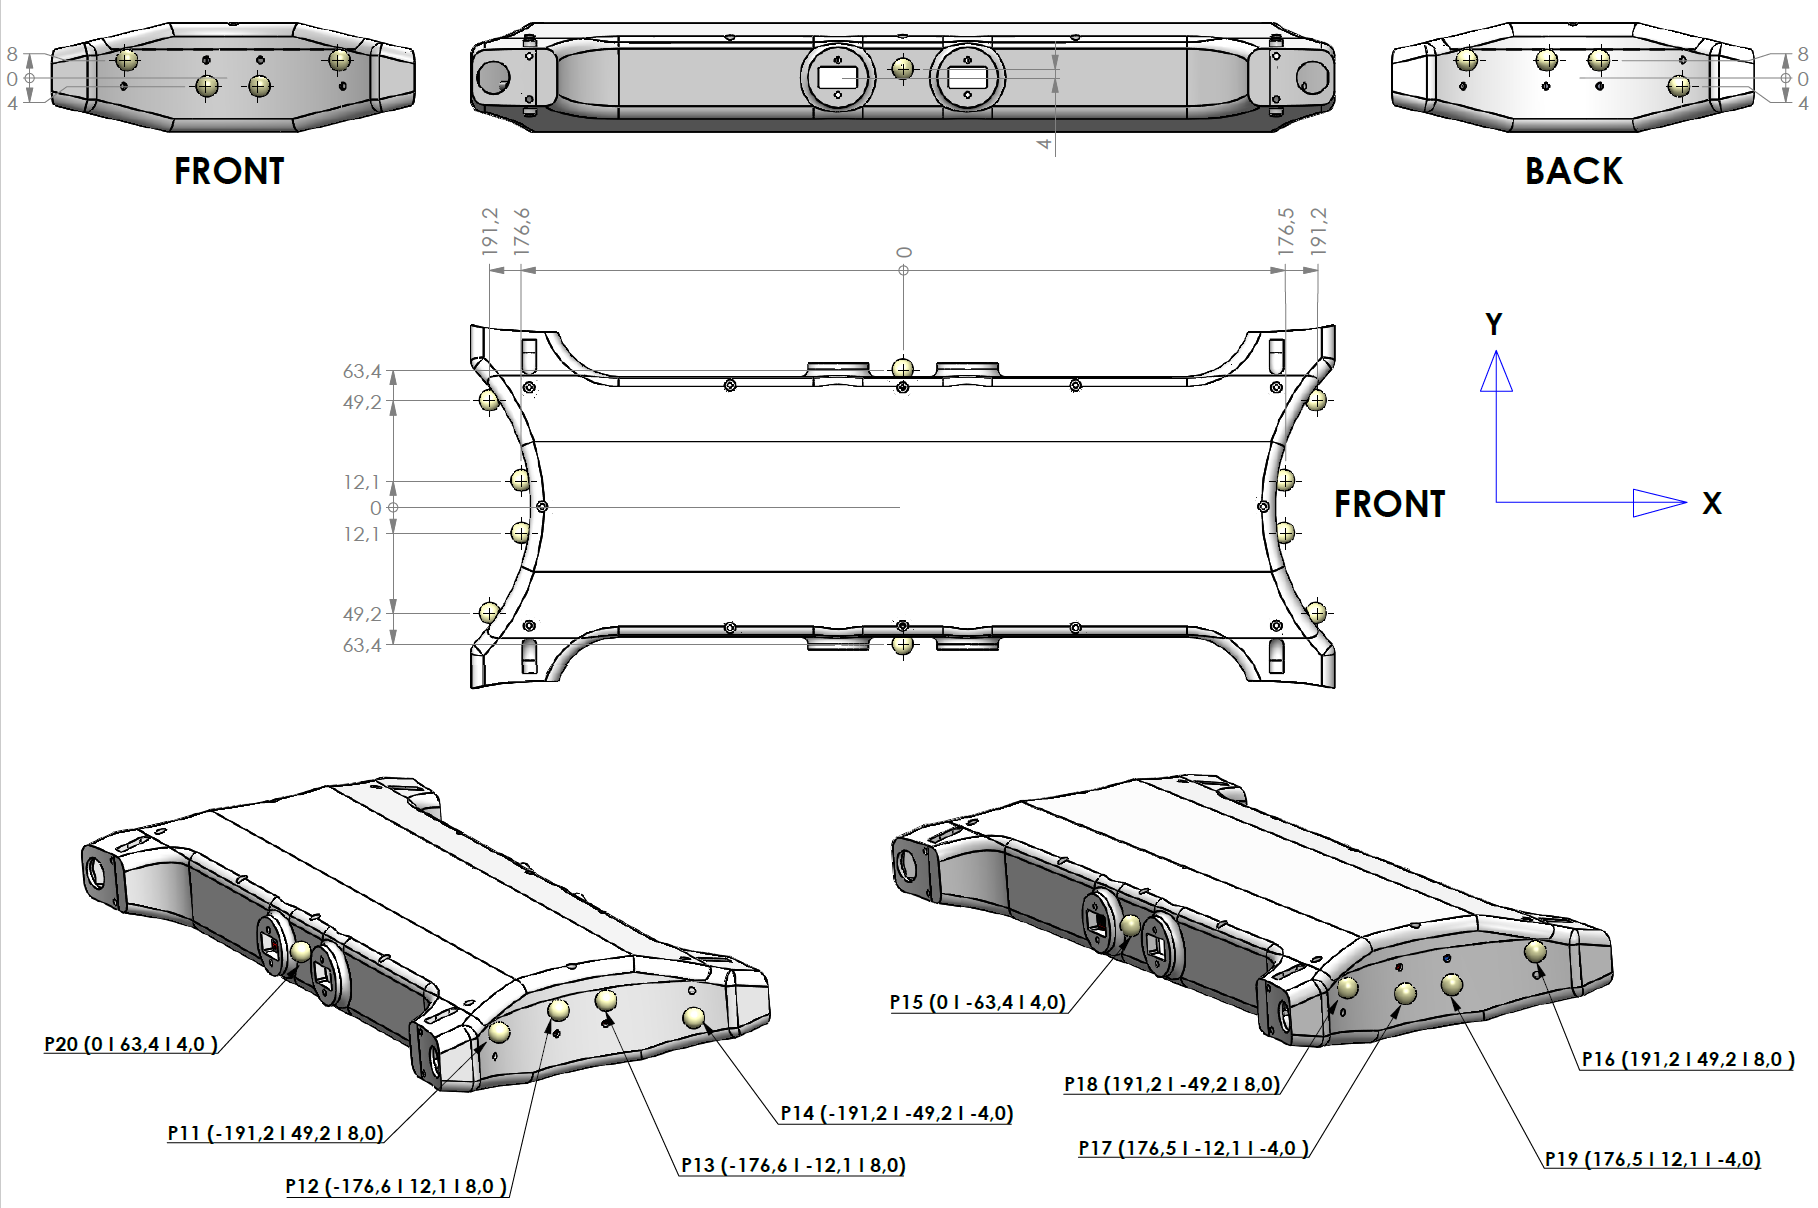 8
0
4
FRONT
4
8
0
4
BACK
191,2
176,6
0
176,5
191,2
63,4
49,2
12,1
0
12,1
49,2
63,4
FRONT
Y
X
P20 (0 | 63,4 | 4,0 )
P11 (-191,2 | 49,2 | 8,0)
P12 (-176,6 | 12,1 | 8,0 )
P13 (-176,6 | -12,1 | 8,0)
P14 (-191,2 | -49,2 | -4,0)
P15 (0 | -63,4 | 4,0)
P18 (191,2 | -49,2 | 8,0)
P17 (176,5 | -12,1 | -4,0 )
P16 (191,2 | 49,2 | 8,0 )
P19 (176,5 | 12,1 | -4,0)